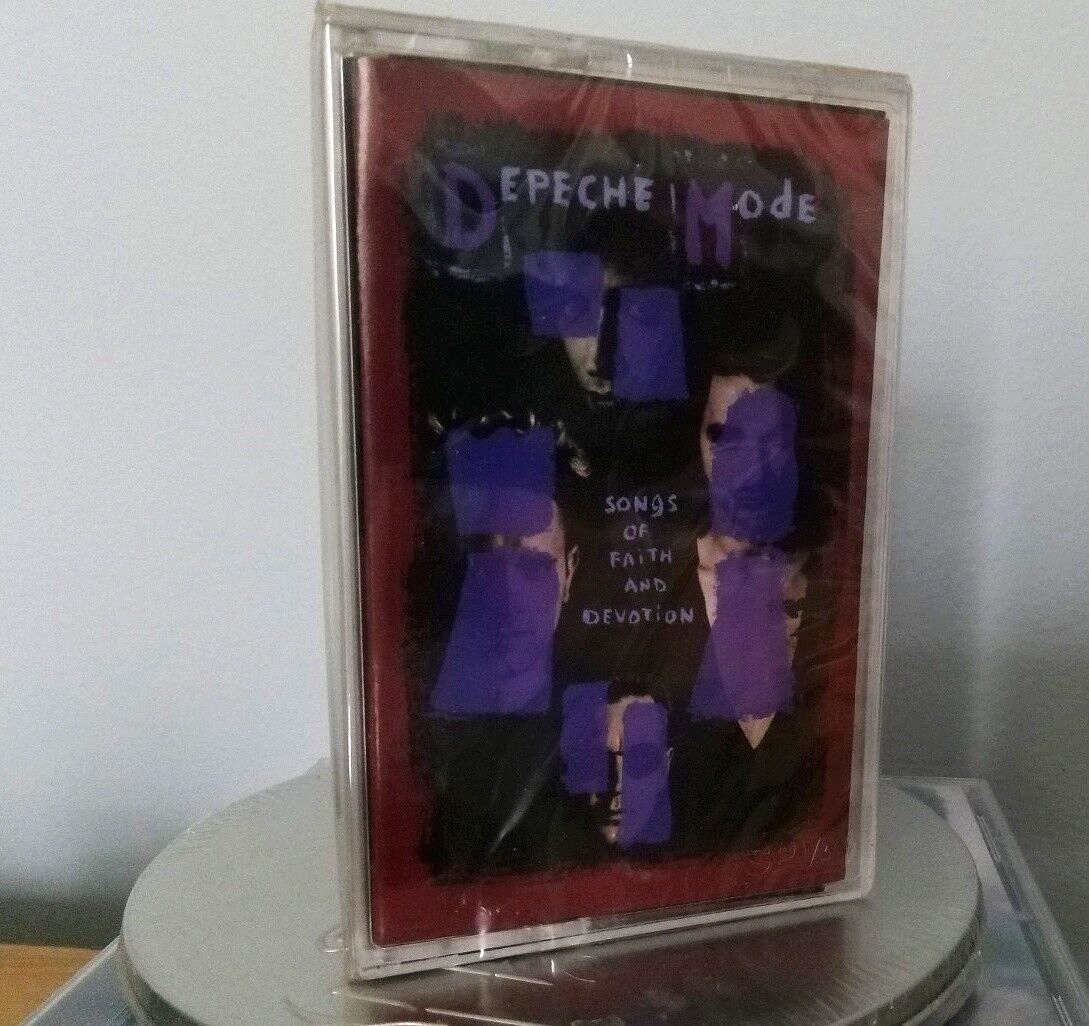 DEPECHE MOdE
SONgS
OF
FAiTH
AND
DEVOTiON